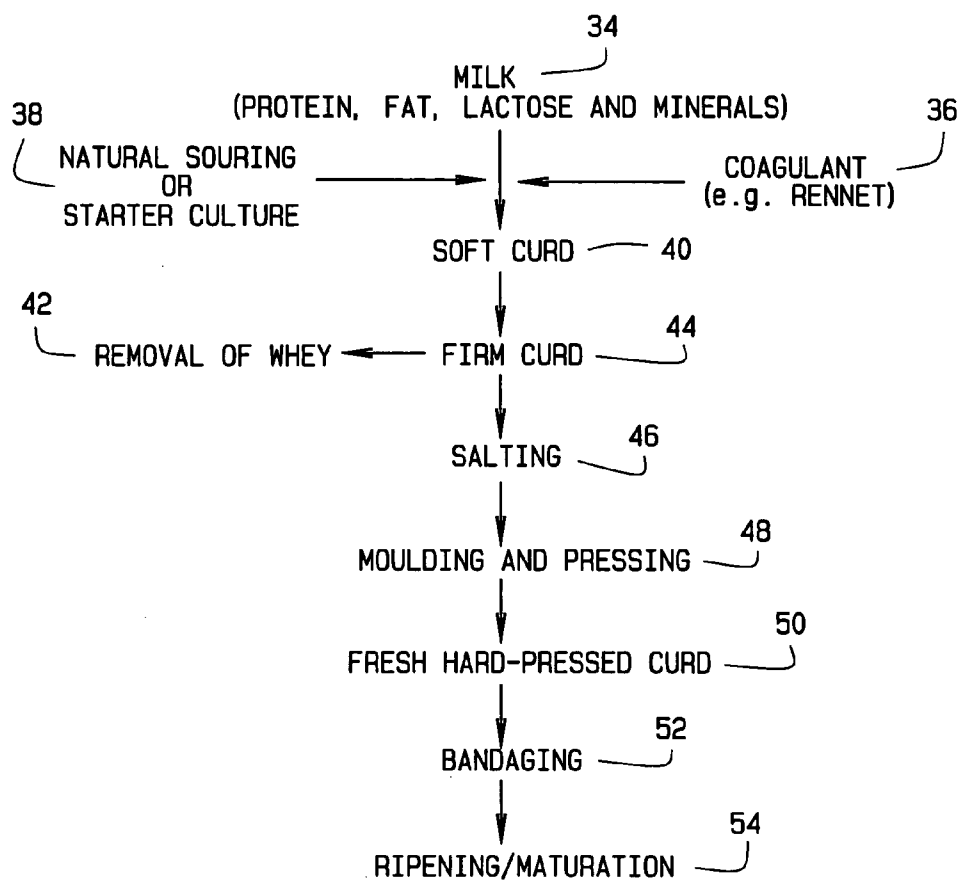 34
MILK
(PROTEIN, FAT, LACTOSE AND MINERALS)
38
36
NATURAL SOURING
OR
STARTER CULTURE
COAGULANT
(e.g. RENNET)
SOFT CURD
40
42
44
REMOVAL OF WHEY
FIRM CURD
46
SALTING
48
MOULDING AND PRESSING
50
FRESH HARD-PRESSED CURD
52
BANDAGING
54
RIPENING/MATURATION